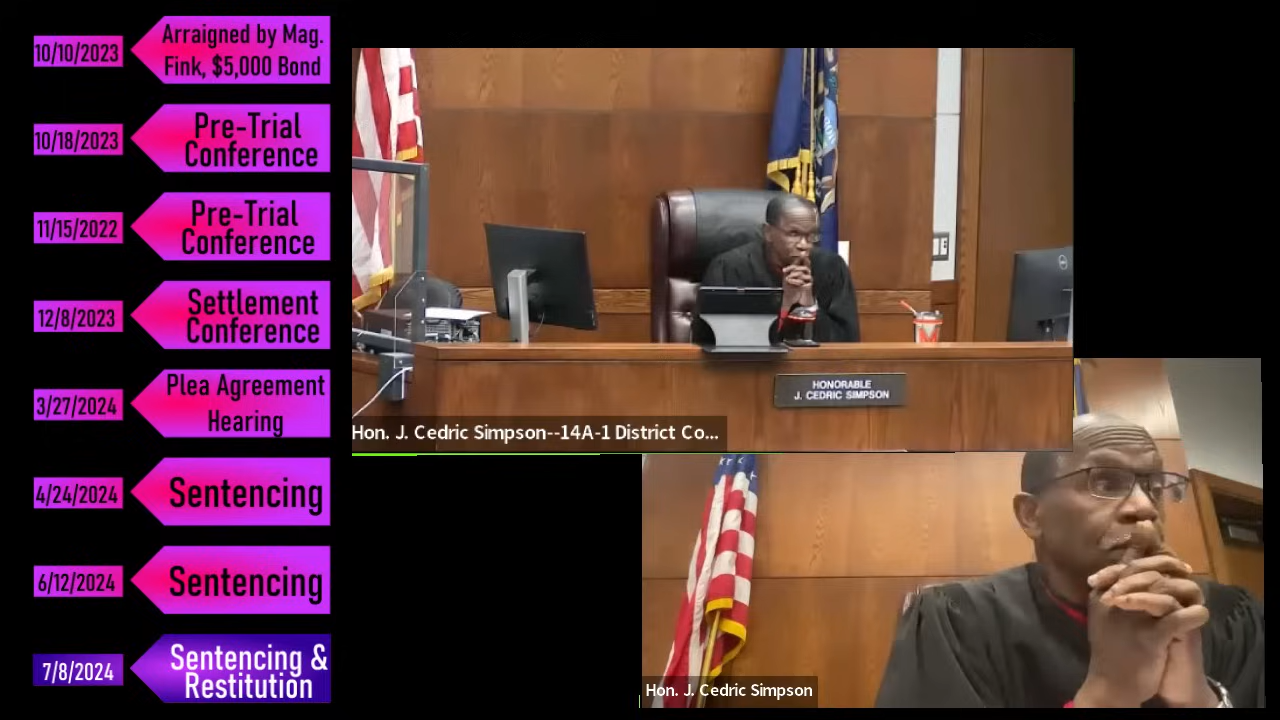 10/10/2023
Arraigned by Mag.
Fink, $5,000 Bond
10/18/2023
Pre-Trial
Conference
11/15/2022
Pre-Trial
Conference
12/8/2023
Settlement
Conference
3/27/2024
Plea Agreement
Hearing
4/24/2024
Sentencing
6/12/2024
Sentencing
7/8/2024
Sentencing &
Restitution
HONORABLE
J. CEDRIC SIMPSON
Hon. J. Cedric Simpson--14A-1 District Co...
Hon. J. Cedric Simpson